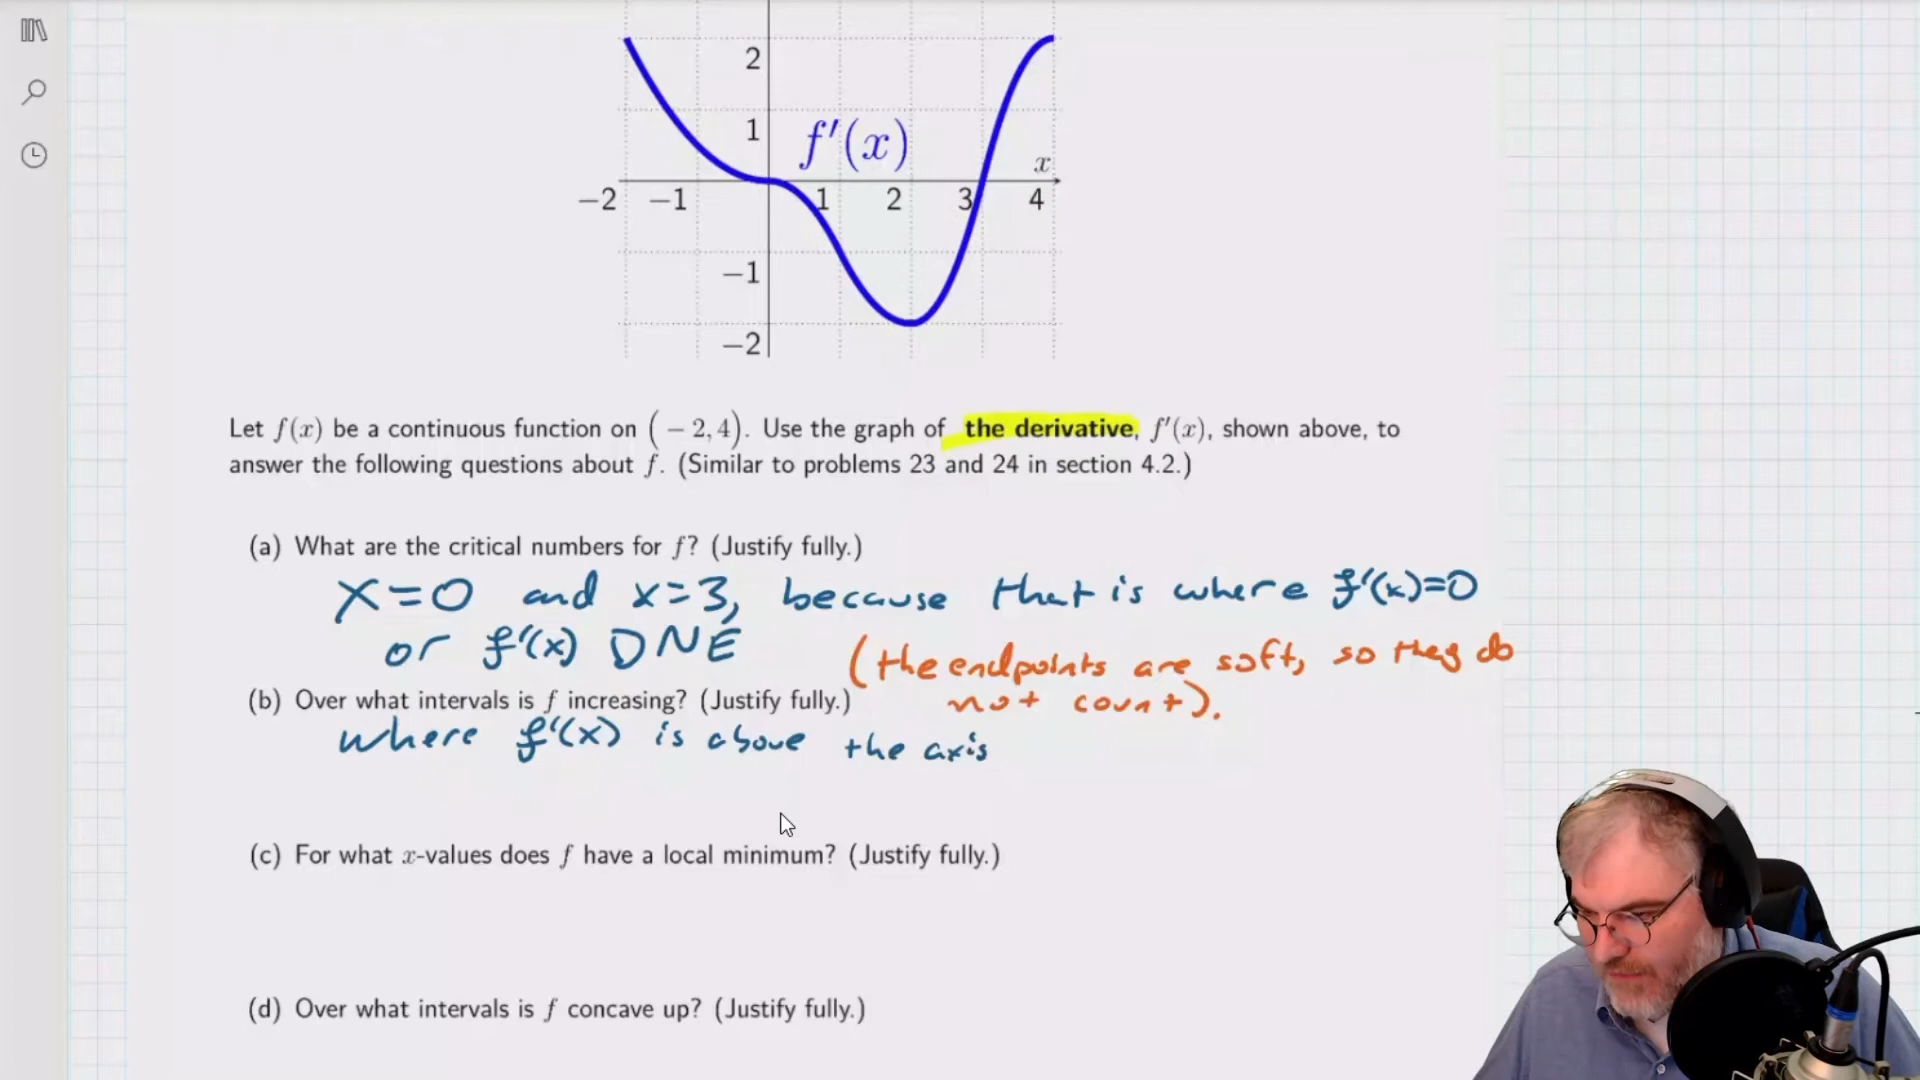 2
1
f′(x)
x
−2 −1 1 2 3 4
−1
−2
Let f(x) be a continuous function on (−2, 4). Use the graph of the derivative, f′(x), shown above, to
answer the following questions about f. (Similar to problems 23 and 24 in section 4.2.)
(a) What are the critical numbers for f? (Justify fully.)
x=0 and x=3, because that is where f'(x)=0
or f'(x) DNE
(the endpoints are soft, so they do
not count).
(b) Over what intervals is f increasing? (Justify fully.)
where f'(x) is above the axis
(c) For what x-values does f have a local minimum? (Justify fully.)
(d) Over what intervals is f concave up? (Justify fully.)